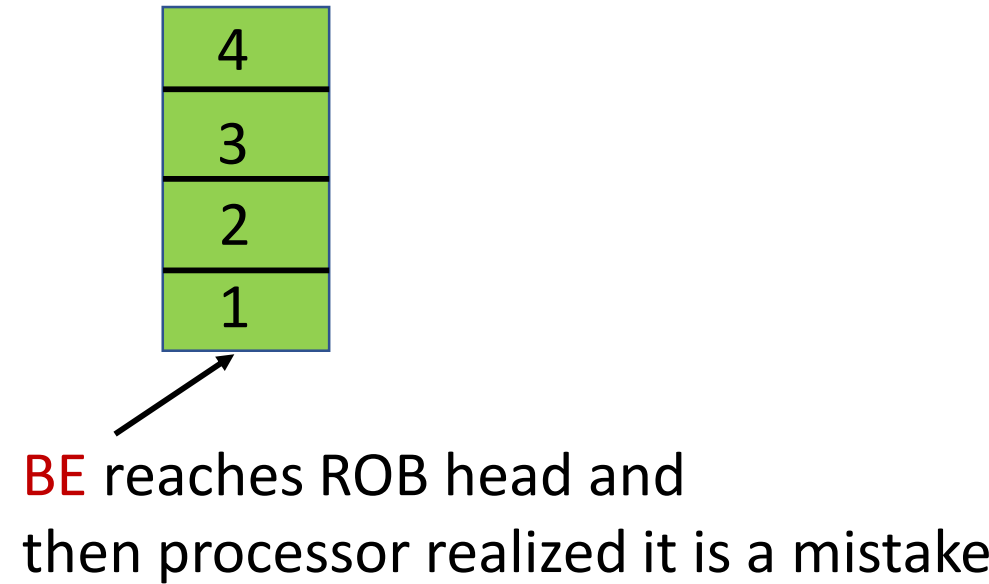 4
3
2
1
BE reaches ROB head and
then processor realized it is a mistake